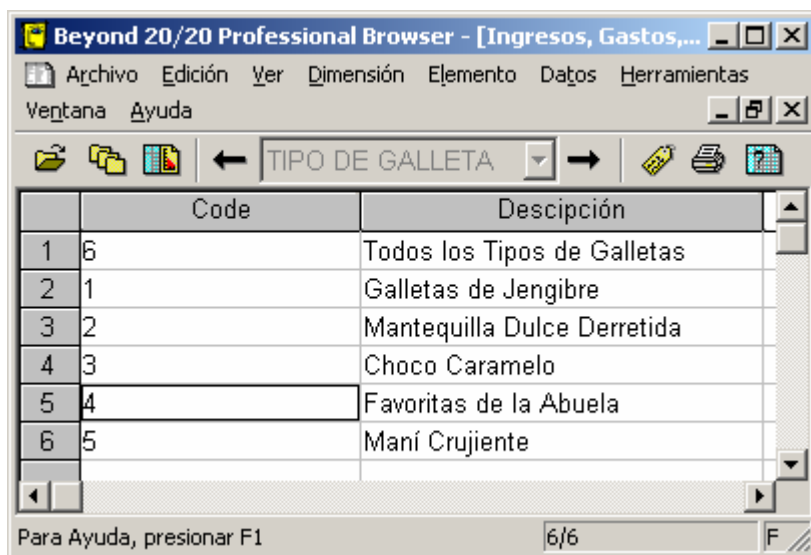 Beyond 20/20 Professional Browser - [Ingresos, Gastos,...
Archivo Edición Ver Dimensión Elemento Datos Herramientas
Ventana Ayuda
TIPO DE GALLETA
Code Descipción
1 6 Todos los Tipos de Galletas
2 1 Galletas de Jengibre
3 2 Mantequilla Dulce Derretida
4 3 Choco Caramelo
5 4 Favoritas de la Abuela
6 5 Maní Crujiente
Para Ayuda, presionar F1 6/6 F